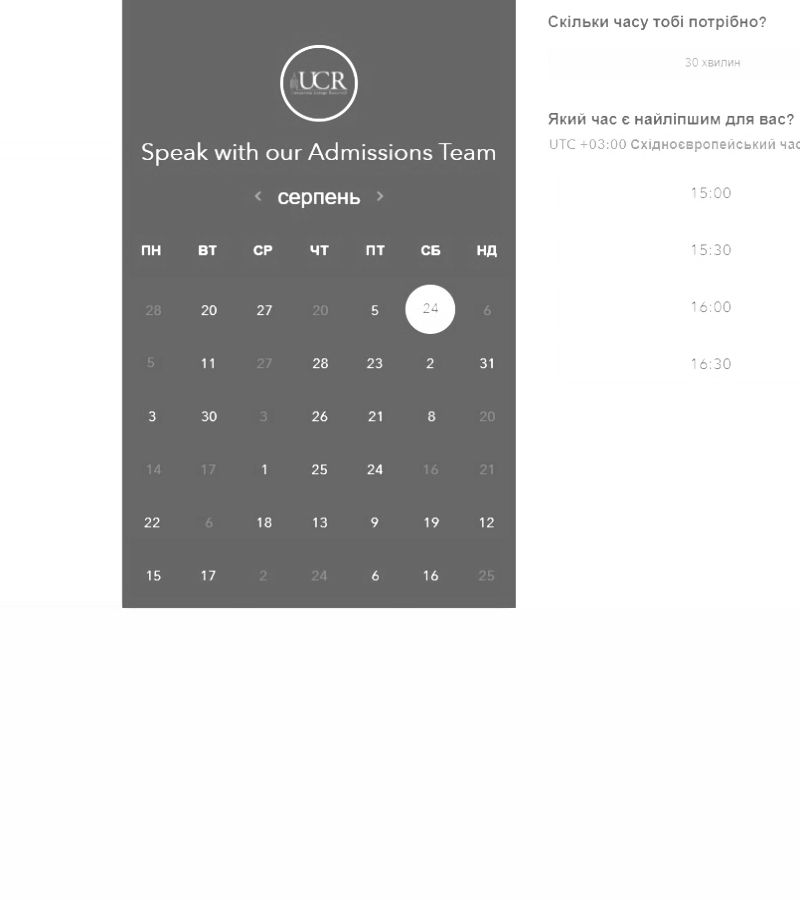 UCR
Speak with our Admissions Team
‹ серпень ›
ПН ВТ СР ЧТ ПТ СБ НД
28 20 27 20 5 24 6
5 11 27 28 23 2 31
3 30 3 26 21 8 20
14 17 1 25 24 16 21
22 6 18 13 9 19 12
15 17 2 24 6 16 25
Скільки часу тобі потрібно?
30 хвилин
Який час є найліпшим для вас?
UTC +03:00 Східноєвропейський час
15:00
15:30
16:00
16:30